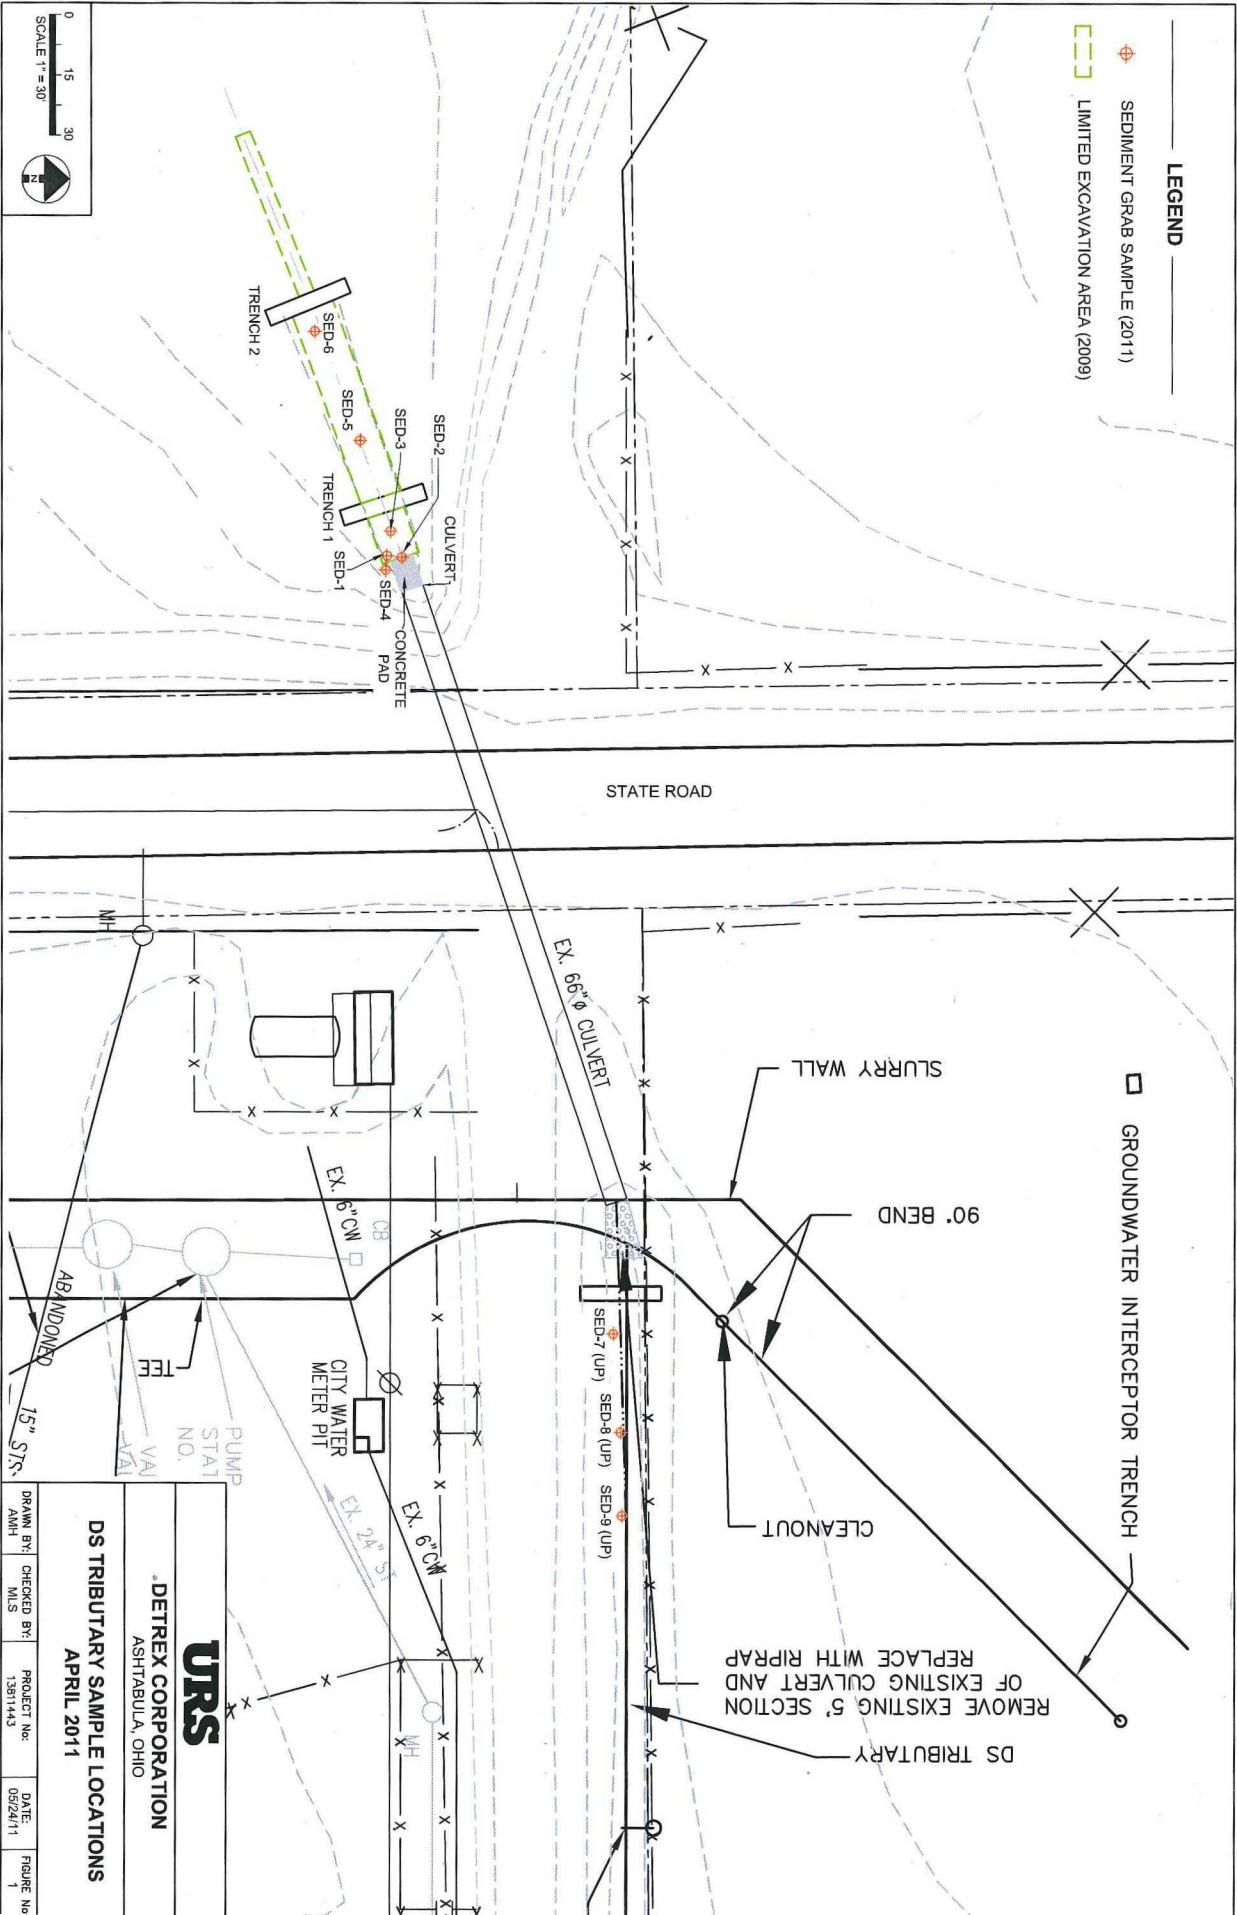 LEGEND
SEDIMENT GRAB SAMPLE (2011)
LIMITED EXCAVATION AREA (2009)
0 15 30
SCALE 1" = 30'
N
TRENCH 2
SED-6
SED-5
SED-3
SED-2
TRENCH 1
SED-1
SED-4
CULVERT
CONCRETE
PAD
STATE ROAD
EX. 66"ø CULVERT
MH
SLURRY WALL
GROUNDWATER INTERCEPTOR TRENCH
90° BEND
CLEANOUT
EX. 6"CW
CB
ABANDONED
15" STS
TEE
PUMP
STAT
NO.
CITY WATER
METER PIT
EX. 6"CW
EX. 24" ST
MH
SED-7 (UP)
SED-8 (UP)
SED-9 (UP)
REMOVE EXISTING 5' SECTION
OF EXISTING CULVERT AND
REPLACE WITH RIPRAP
DS TRIBUTARY
URS
DETREX CORPORATION
ASHTABULA, OHIO
DS TRIBUTARY SAMPLE LOCATIONS
APRIL 2011
DRAWN BY: AMH
CHECKED BY: MLS
PROJECT No: 13811443
DATE: 05/24/11
FIGURE No 1